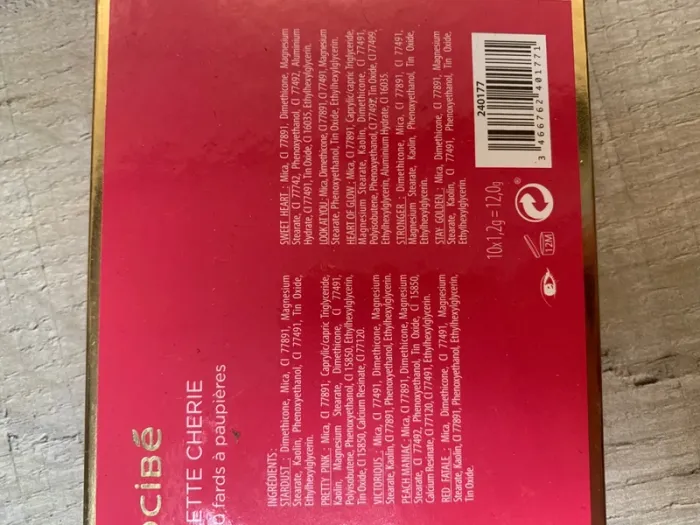 OCIBÉ
ETTE CHERIE
fards à paupières
INGRÉDIENTS :
STARDUST : Dimethicone, Mica, CI 77891, Magnesium
Stearate, Kaolin, Phenoxyethanol, CI 77491, Tin Oxide,
Ethylhexylglycerin.
PRETTY PINK : Mica, CI 77891, Caprylic/capric Triglyceride,
Kaolin, Magnesium Stearate, Dimethicone, CI 77491,
Polyisobutene, Phenoxyethanol, CI 15850, Ethylhexylglycerin,
Tin Oxide, CI 15850, Calcium Resinate, CI 77120.
VICTORIOUS : Mica, CI 77491, Dimethicone, Magnesium
Stearate, Kaolin, CI 77891, Phenoxyethanol, Ethylhexylglycerin.
PEACH MANIAC : Mica, CI 77891, Dimethicone, Magnesium
Stearate, CI 77492, Phenoxyethanol, Tin Oxide, CI 15850,
Calcium Resinate, CI 77120, CI 77491, Ethylhexylglycerin.
RED FATALE : Mica, Dimethicone, CI 77491, Magnesium
Stearate, Kaolin, CI 77891, Phenoxyethanol, Ethylhexylglycerin,
Tin Oxide.
SWEET HEART : Mica, CI 77891, Dimethicone, Magnesium
Stearate, CI 77742, Phenoxyethanol, CI 77492, Aluminium
Hydrate, CI 77491, Tin Oxide, CI 16035, Ethylhexylglycerin.
LOOK AT YOU : Mica, Dimethicone, CI 77891, CI 77491, Magnesium
Stearate, Phenoxyethanol, Tin Oxide, Ethylhexylglycerin.
HEART OF GLOW : Mica, CI 77891, Caprylic/capric Triglyceride,
Magnesium Stearate, Kaolin, Dimethicone, CI 77491,
Polyisobutene, Phenoxyethanol, CI 77492, Tin Oxide, CI 77499,
Ethylhexylglycerin, Aluminium Hydrate, CI 16035.
STRONGER : Dimethicone, Mica, CI 77891, CI 77491,
Magnesium Stearate, Kaolin, Phenoxyethanol, Tin Oxide,
Ethylhexylglycerin.
STAY GOLDEN : Mica, Dimethicone, CI 77891, Magnesium
Stearate, Kaolin, CI 77491, Phenoxyethanol, Tin Oxide,
Ethylhexylglycerin.
10x1,2g = 12,0g
12M
240177
3 466762 401771